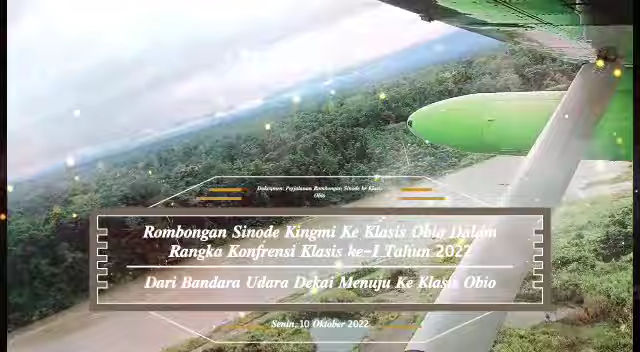 Dokumen: Perjalanan Rombongan Sinode ke Klasis
Obio
Rombongan Sinode Kingmi Ke Klasis Obio Dalam
Rangka Konfrensi Klasis ke-I Tahun 2022
Dari Bandara Udara Dekai Menuju Ke Klasis Obio
Senin, 10 Oktober 2022